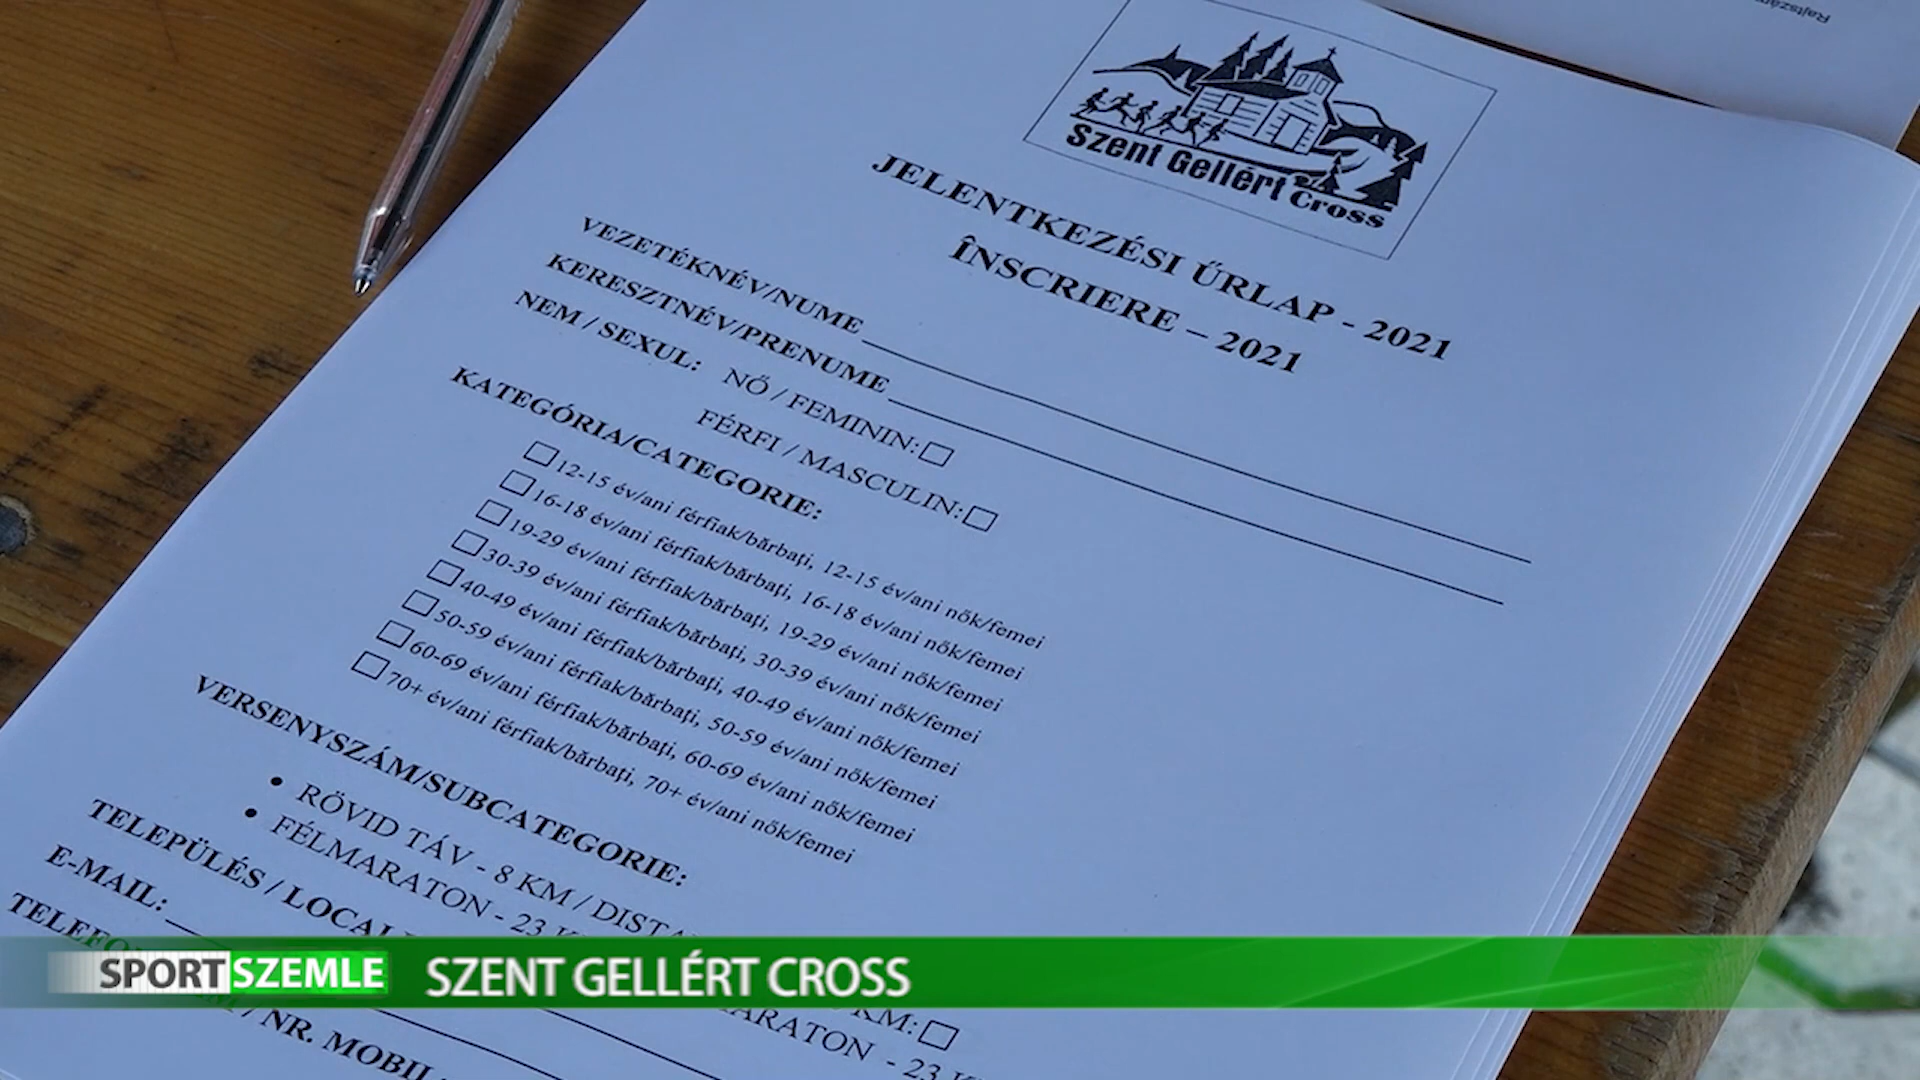 Rajtszám
Szent Gellért Cross
JELENTKEZÉSI ŰRLAP - 2021
ÎNSCRIERE – 2021
VEZETÉKNÉV/NUME
KERESZTNÉV/PRENUME
NEM / SEXUL: NŐ / FEMININ:
FÉRFI / MASCULIN:
KATEGÓRIA/CATEGORIE:
12-15 év/ani férfiak/bărbați, 12-15 év/ani nők/femei
16-18 év/ani férfiak/bărbați, 16-18 év/ani nők/femei
19-29 év/ani férfiak/bărbați, 19-29 év/ani nők/femei
30-39 év/ani férfiak/bărbați, 30-39 év/ani nők/femei
40-49 év/ani férfiak/bărbați, 40-49 év/ani nők/femei
50-59 év/ani férfiak/bărbați, 50-59 év/ani nők/femei
60-69 év/ani férfiak/bărbați, 60-69 év/ani nők/femei
70+ év/ani férfiak/bărbați, 70+ év/ani nők/femei
VERSENYSZÁM/SUBCATEGORIE:
• RÖVID TÁV - 8 KM / DISTA
• FÉLMARATON - 23 K
KM:
MARATON - 23 K
TELEPÜLÉS / LOCAL
E-MAIL:
TELEFO / NR. MOBIL:
SPORTSZEMLE SZENT GELLÉRT CROSS